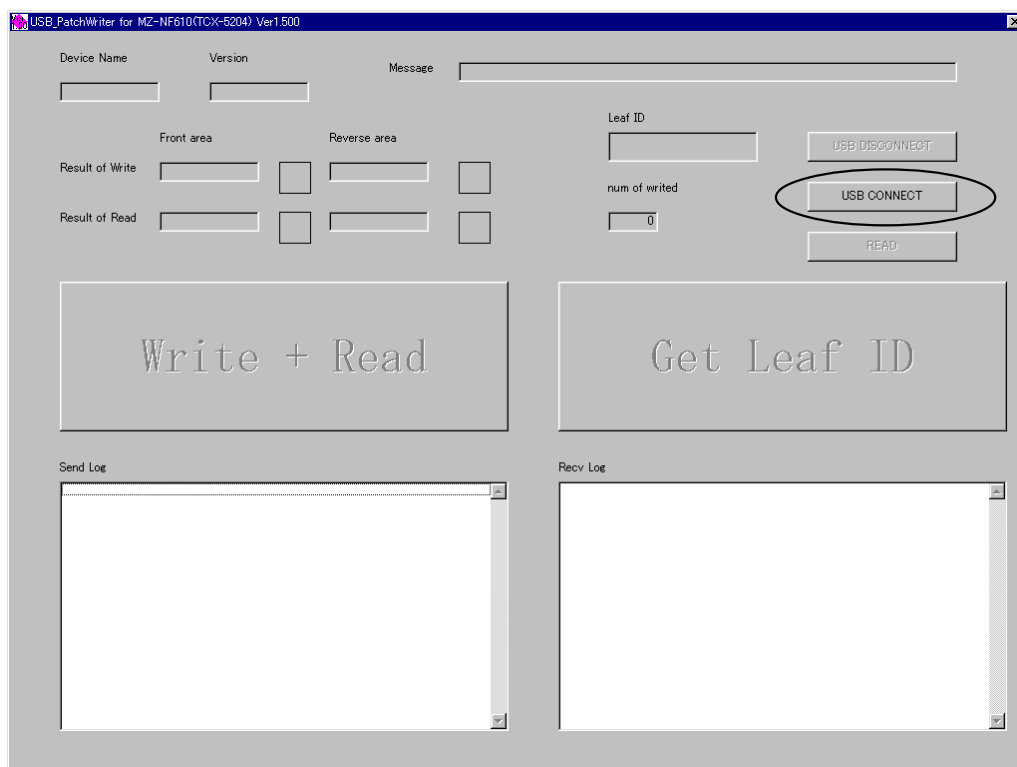 USB_PatchWriter for MZ-NF610(TCX-5204) Ver1.500
Device Name
Version
Message
Leaf ID
Front area
Reverse area
USB DISCONNECT
Result of Write
num of writed
USB CONNECT
Result of Read
0
READ
Write + Read
Get Leaf ID
Send Log
Recv Log